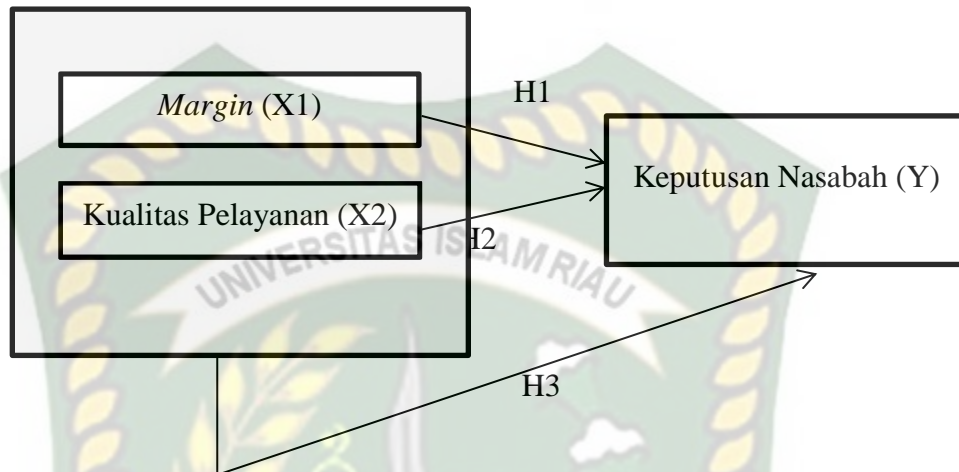 Margin (X1)
H1
Keputusan Nasabah (Y)
Kualitas Pelayanan (X2)
H2
UNIVERSITAS ISLAM RIAU
H3